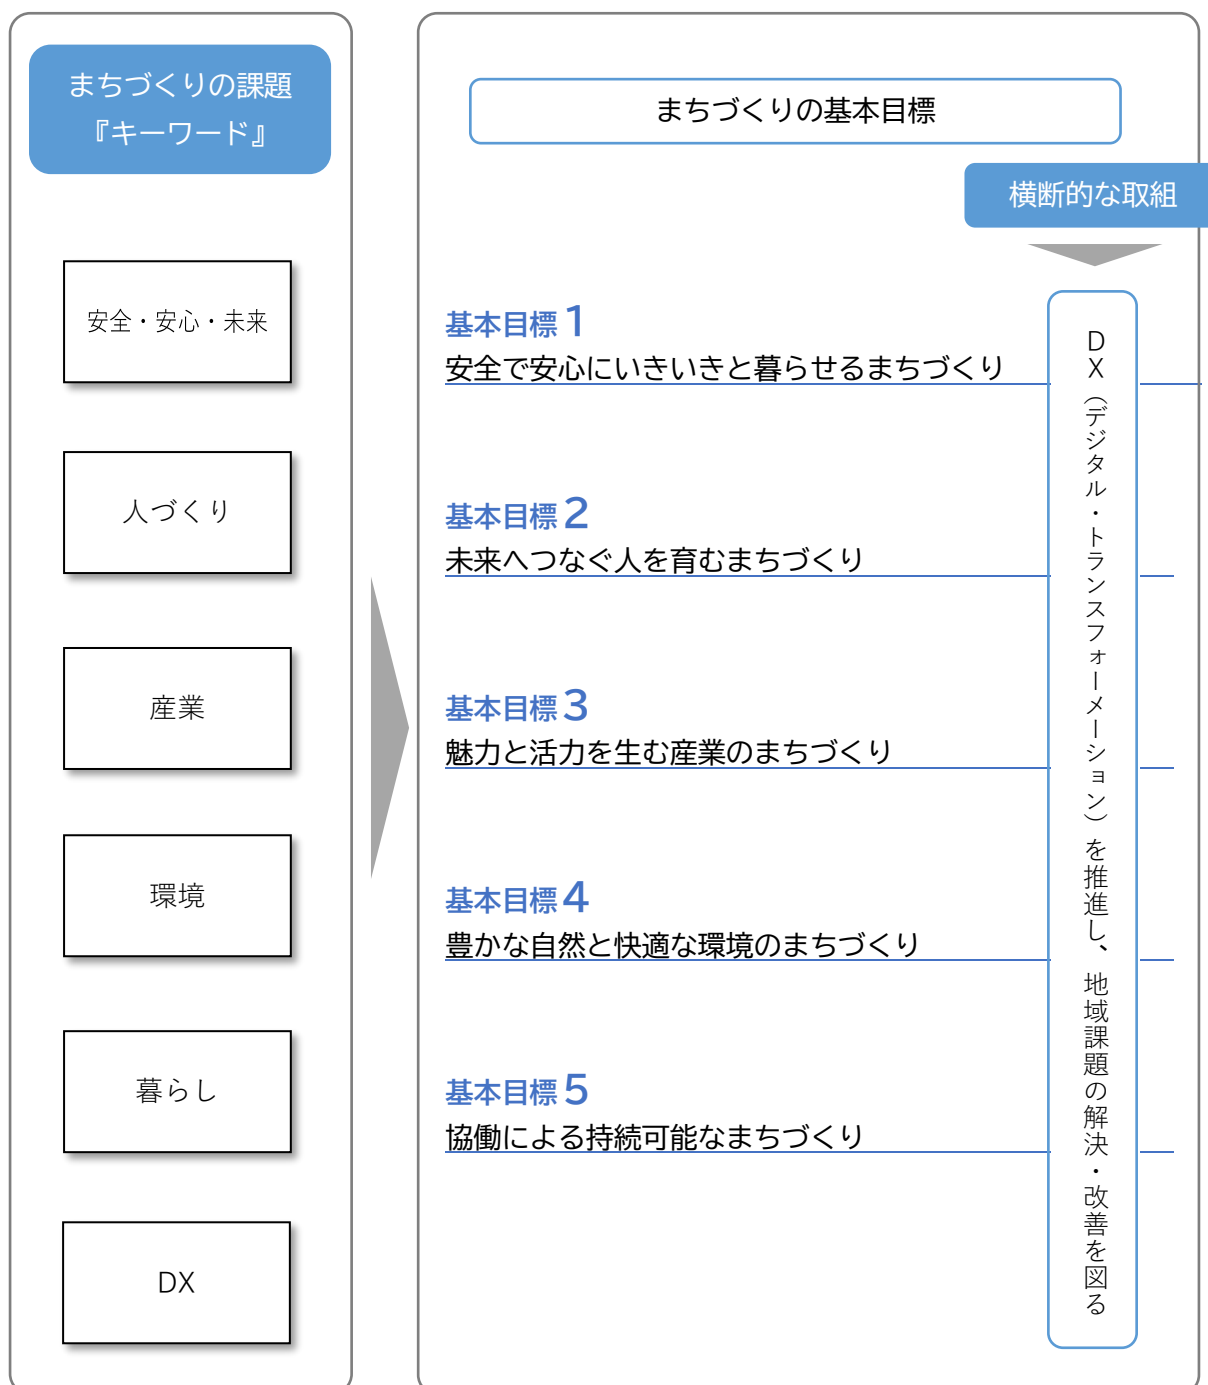 まちづくりの課題
『キーワード』
安全・安心・未来
人づくり
産業
環境
暮らし
DX
まちづくりの基本目標
横断的な取組
基本目標1
安全で安心にいきいきと暮らせるまちづくり
基本目標2
未来へつなぐ人を育むまちづくり
基本目標3
魅力と活力を生む産業のまちづくり
基本目標4
豊かな自然と快適な環境のまちづくり
基本目標5
協働による持続可能なまちづくり
DX（デジタル・トランスフォーメーション）を推進し、地域課題の解決・改善を図る